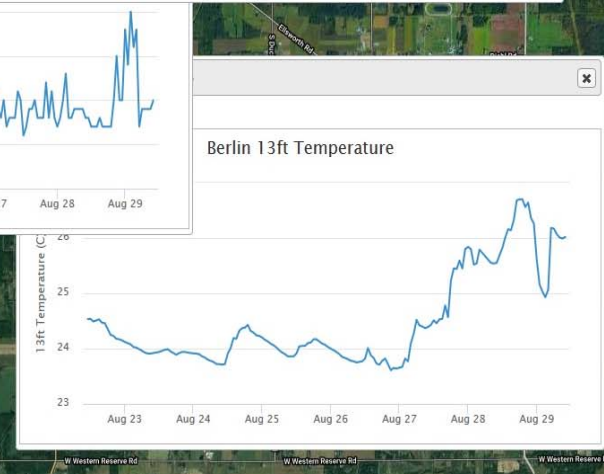 Ellsworth Rd
7
Aug 28
Aug 29
Berlin 13ft Temperature
13ft Temperature (C
26
25
24
23
Aug 23
Aug 24
Aug 25
Aug 26
Aug 27
Aug 28
Aug 29
W Western Reserve Rd
W Western Reserve Rd
W Western Reserve